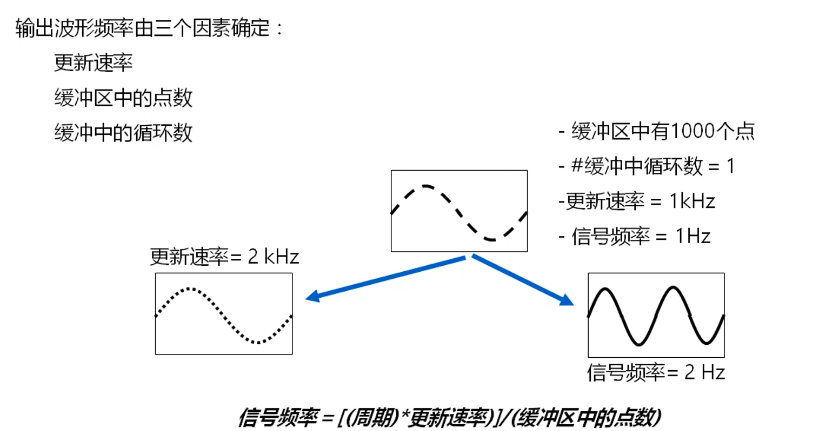 输出波形频率由三个因素确定：
更新速率
缓冲区中的点数
缓冲中的循环数
- 缓冲区中有1000个点
- #缓冲中循环数 = 1
-更新速率 = 1kHz
- 信号频率 = 1Hz
更新速率= 2 kHz
信号频率= 2 Hz
信号频率 = [(周期)*更新速率)]/(缓冲区中的点数)